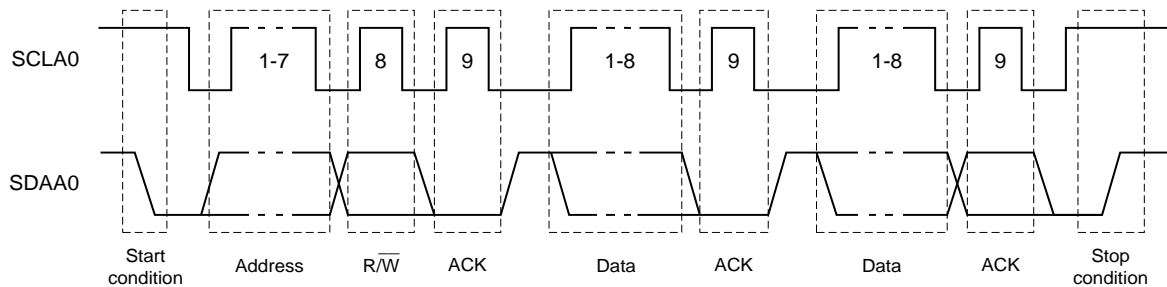 SCLA0
1-7
8
9
1-8
9
1-8
9
SDAA0
Start
condition
Address
R/W̅
ACK
Data
ACK
Data
ACK
Stop
condition